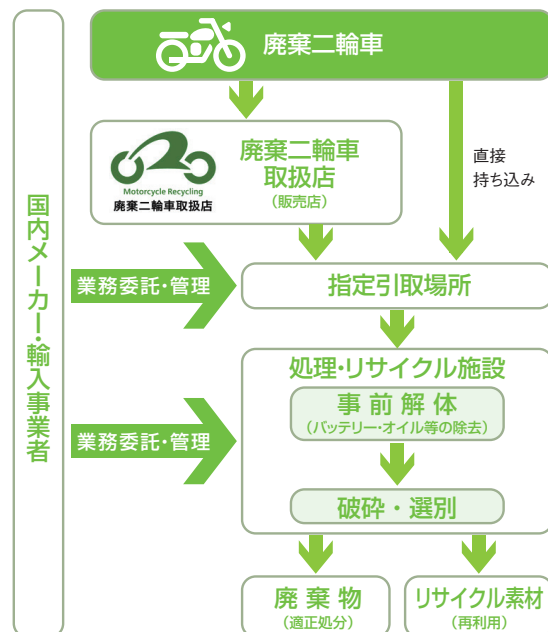 廃棄二輪車
廃棄二輪車
取扱店
(販売店)
Motorcycle Recycling
廃棄二輪車取扱店
直接
持ち込み
国内メーカー・輸入事業者
業務委託・管理
指定引取場所
処理・リサイクル施設
事前解体
(バッテリー・オイル等の除去)
業務委託・管理
破砕・選別
廃棄物
(適正処分)
リサイクル素材
(再利用)